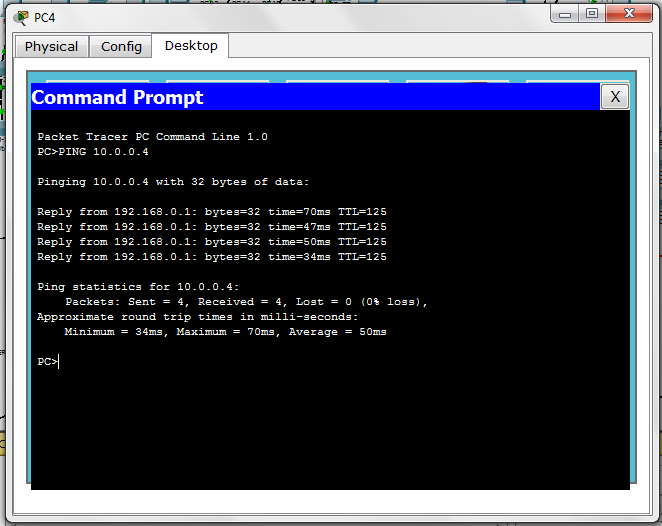 PC4
Physical Config Desktop
Command Prompt X
Packet Tracer PC Command Line 1.0
PC>PING 10.0.0.4
Pinging 10.0.0.4 with 32 bytes of data:
Reply from 192.168.0.1: bytes=32 time=70ms TTL=125
Reply from 192.168.0.1: bytes=32 time=47ms TTL=125
Reply from 192.168.0.1: bytes=32 time=50ms TTL=125
Reply from 192.168.0.1: bytes=32 time=34ms TTL=125
Ping statistics for 10.0.0.4:
Packets: Sent = 4, Received = 4, Lost = 0 (0% loss),
Approximate round trip times in milli-seconds:
Minimum = 34ms, Maximum = 70ms, Average = 50ms
PC>